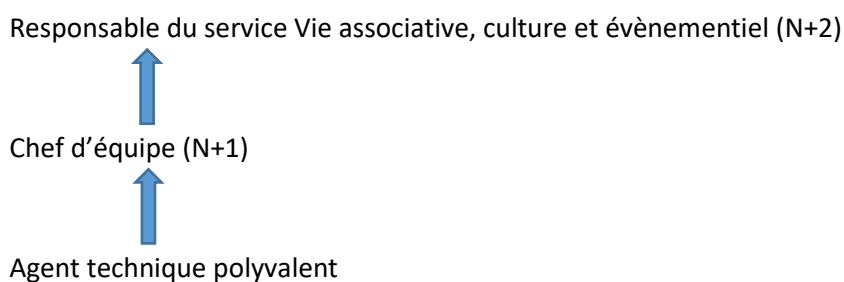 Responsable du service Vie associative, culture et évènementiel (N+2)
Chef d’équipe (N+1)
Agent technique polyvalent